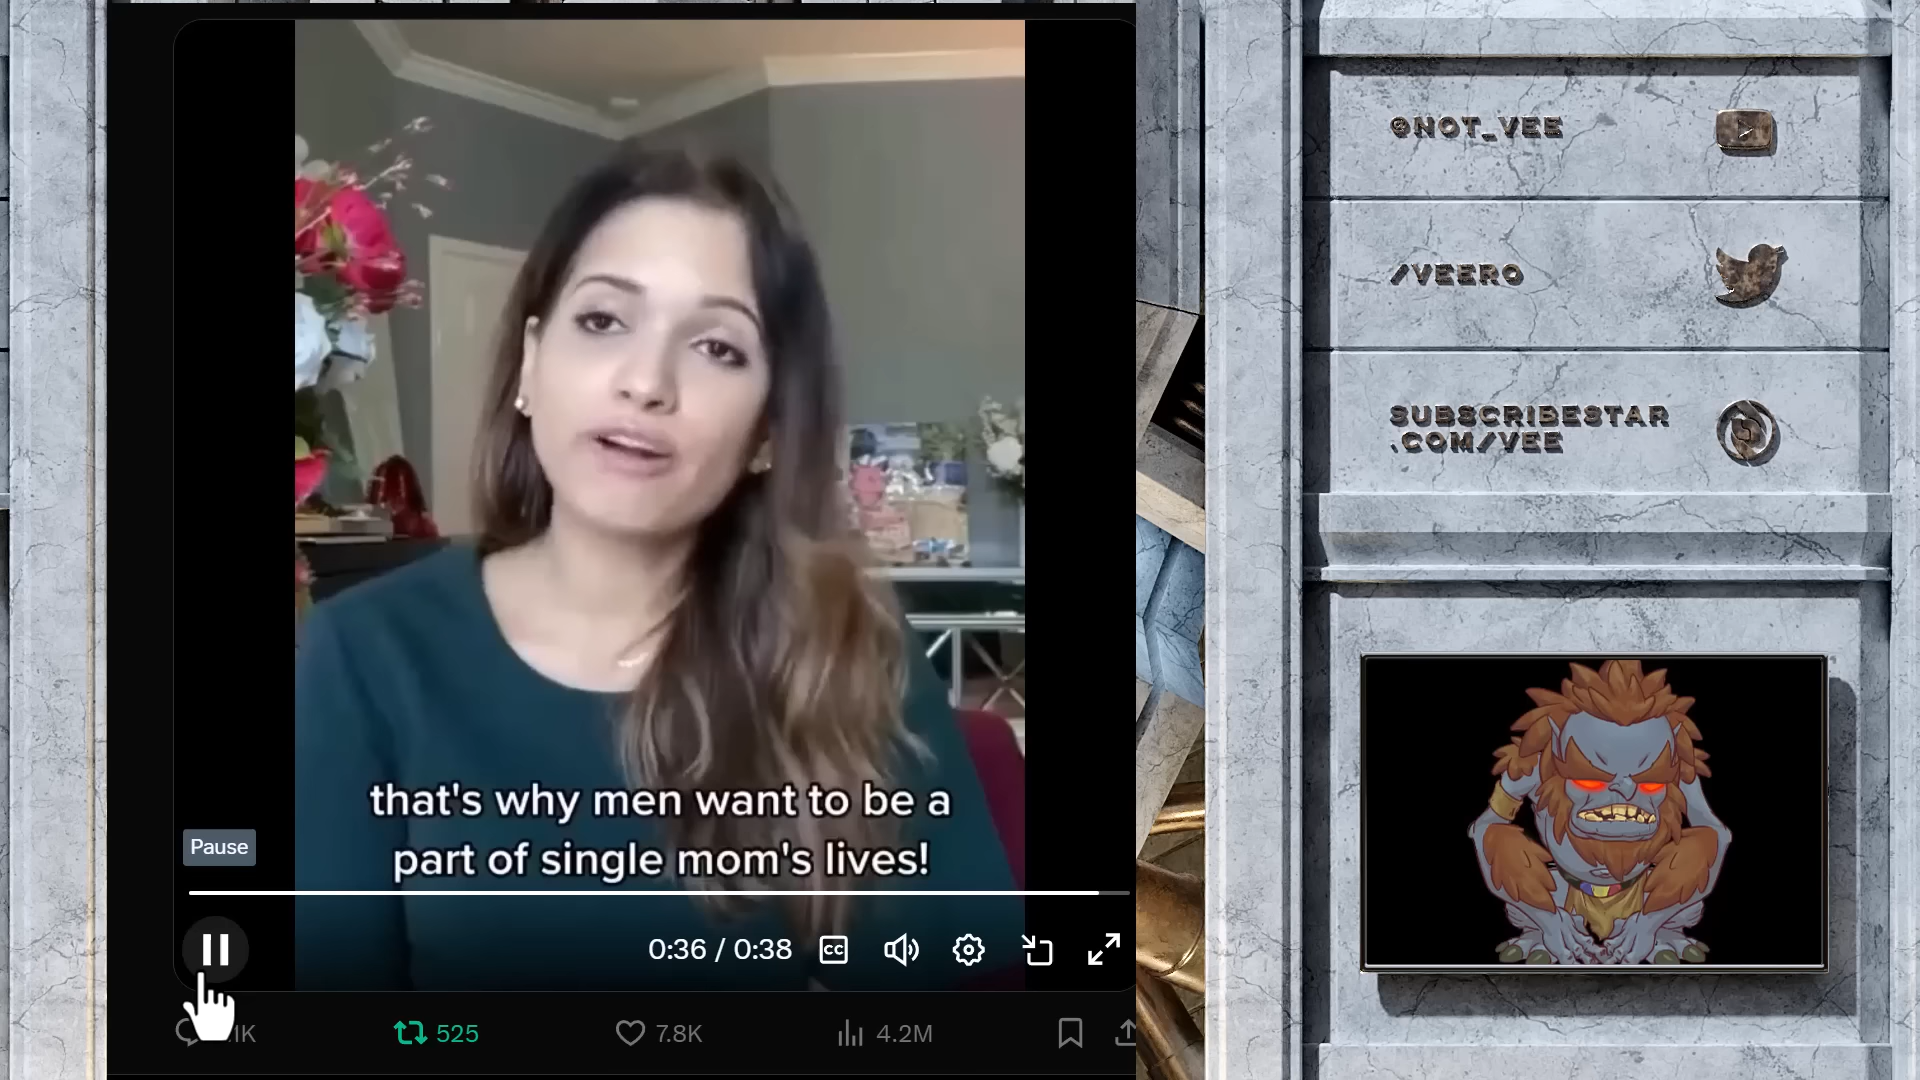 @NOT_VEE
/VEERO
SUBSCRIBESTAR
.COM/VEE
that's why men want to be a
part of single mom's lives!
Pause
0:36 / 0:38
CC
525
7.8K
4.2M